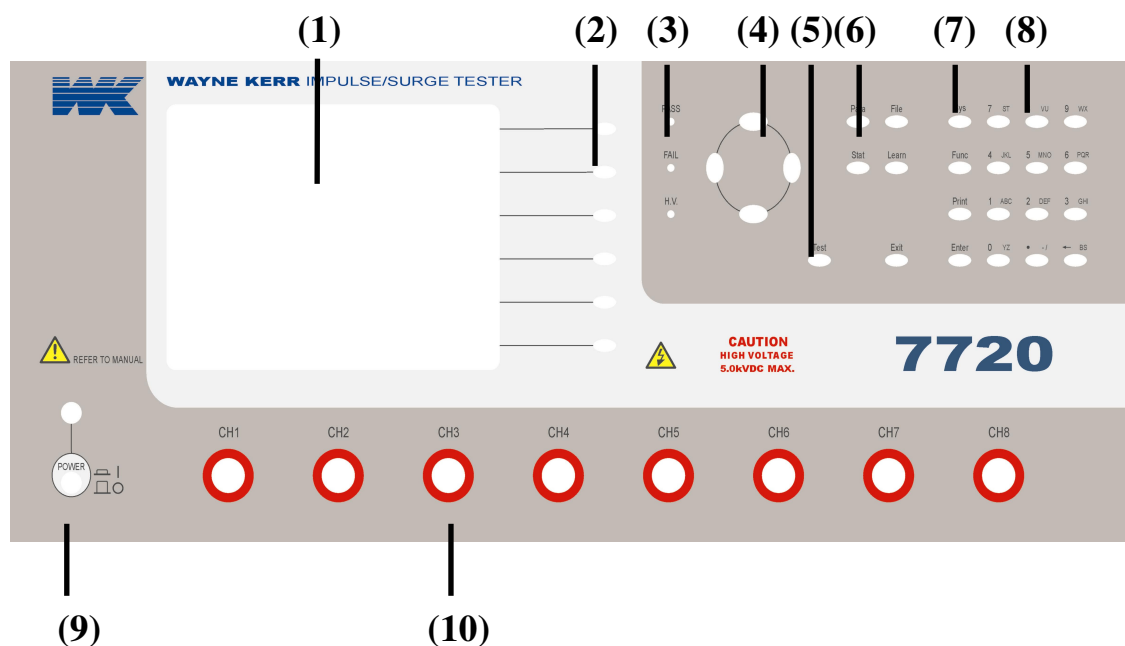 (1) (2) (3) (4) (5) (6) (7) (8)
WAYNE KERR IMPULSE/SURGE TESTER
PASS
FAIL
H.V.
File
Stat Learn
Test Exit
7 ST VU 9 WX
Func 4 JKL 5 MNO 6 PQR
Print 1 ABC 2 DEF 3 GHI
Enter 0 YZ • - / ← BS
REFER TO MANUAL
CAUTION
HIGH VOLTAGE
5.0kVDC MAX.
7720
POWER
CH1 CH2 CH3 CH4 CH5 CH6 CH7 CH8
(9) (10)